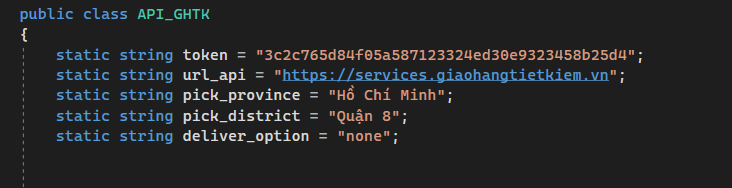 public class API_GHTK
{
static string token = "3c2c765d84f05a587123324ed30e9323458b25d4";
static string url_api = "https://services.giaohangtietkiem.vn";
static string pick_province = "Hồ Chí Minh";
static string pick_district = "Quận 8";
static string deliver_option = "none";